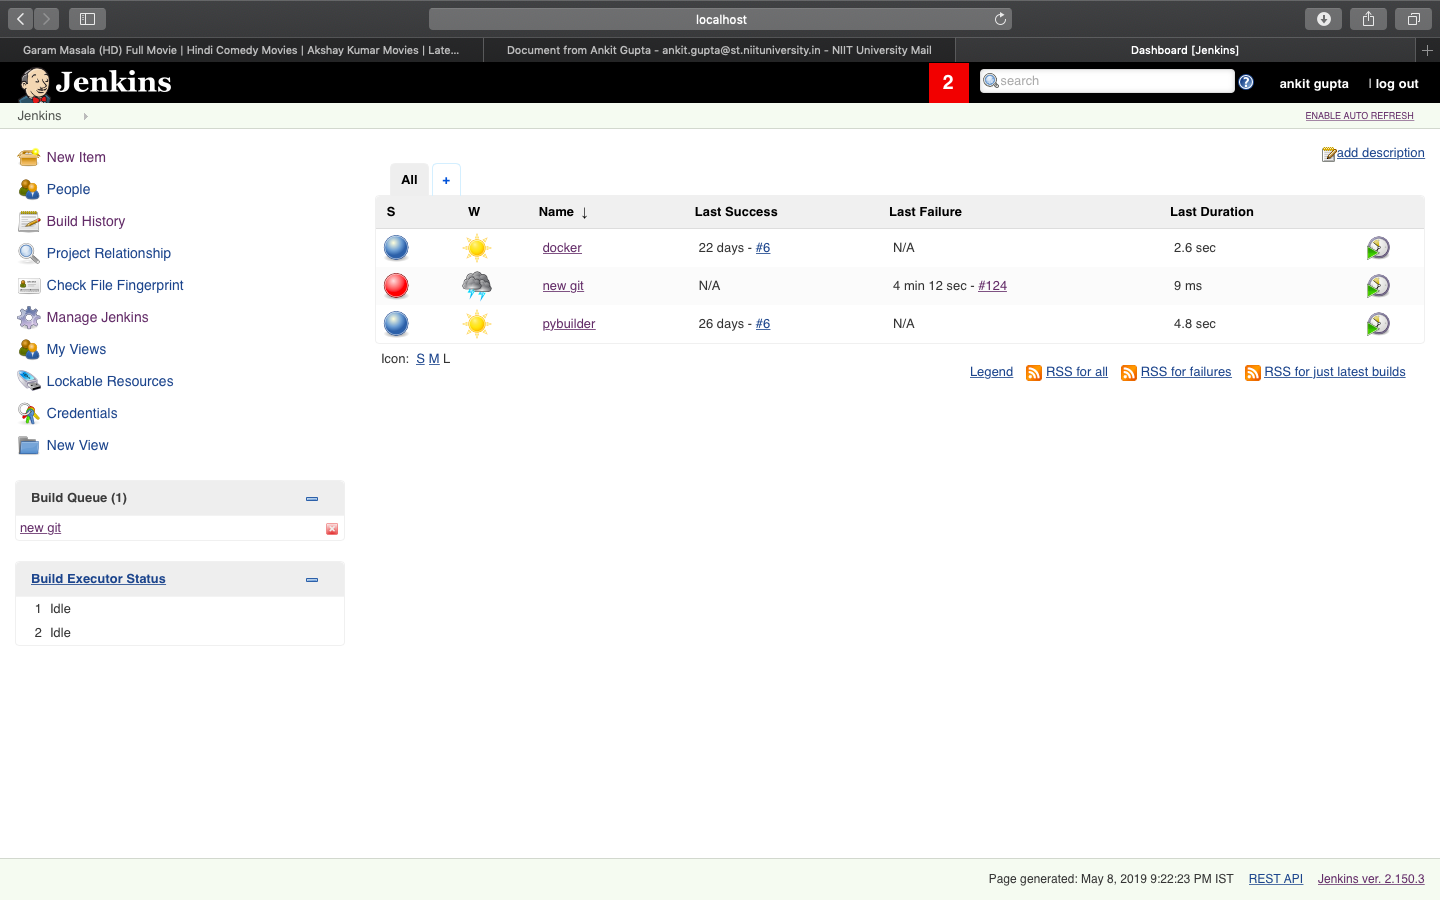 localhost
Garam Masala (HD) Full Movie | Hindi Comedy Movies | Akshay Kumar Movies | Late...
Document from Ankit Gupta - ankit.gupta@st.niituniversity.in - NIIT University Mail
Dashboard [Jenkins]
Jenkins
2
search
ankit gupta
| log out
Jenkins
ENABLE AUTO REFRESH
New Item
People
Build History
Project Relationship
Check File Fingerprint
Manage Jenkins
My Views
Lockable Resources
Credentials
New View
Build Queue (1)
new git
Build Executor Status
1 Idle
2 Idle
add description
All +
S W Name ↓ Last Success Last Failure Last Duration
docker 22 days - #6 N/A 2.6 sec
new git N/A 4 min 12 sec - #124 9 ms
pybuilder 26 days - #6 N/A 4.8 sec
Icon: S M L
Legend RSS for all RSS for failures RSS for just latest builds
Page generated: May 8, 2019 9:22:23 PM IST REST API Jenkins ver. 2.150.3